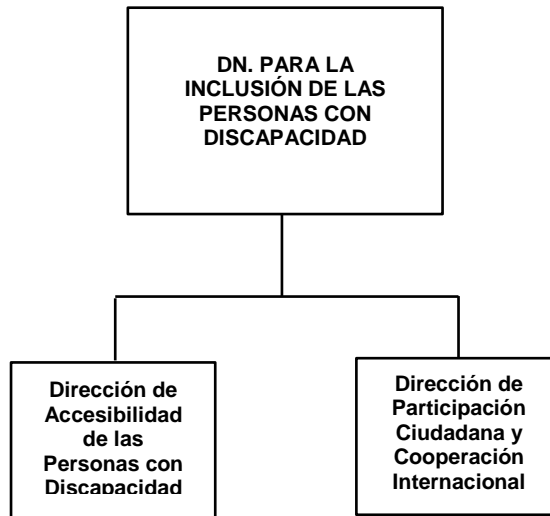 DN. PARA LA
INCLUSIÓN DE LAS
PERSONAS CON
DISCAPACIDAD
Dirección de
Accesibilidad
de las
Personas con
Discapacidad
Dirección de
Participación
Ciudadana y
Cooperación
Internacional